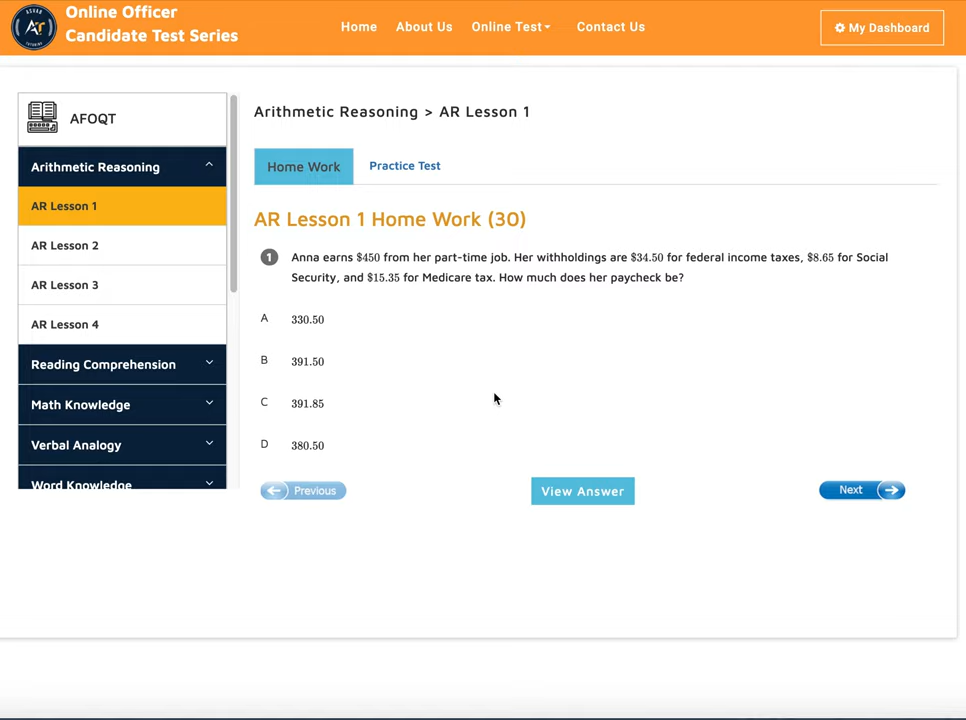 Online Officer
Candidate Test Series
Home
About Us
Online Test
Contact Us
My Dashboard
AFOQT
Arithmetic Reasoning
AR Lesson 1
AR Lesson 2
AR Lesson 3
AR Lesson 4
Reading Comprehension
Math Knowledge
Verbal Analogy
Word Knowledge
Arithmetic Reasoning > AR Lesson 1
Home Work
Practice Test
AR Lesson 1 Home Work (30)
1 Anna earns $450 from her part-time job. Her withholdings are $34.50 for federal income taxes, $8.65 for Social
Security, and $15.35 for Medicare tax. How much does her paycheck be?
A 330.50
B 391.50
C 391.85
D 380.50
Previous
View Answer
Next